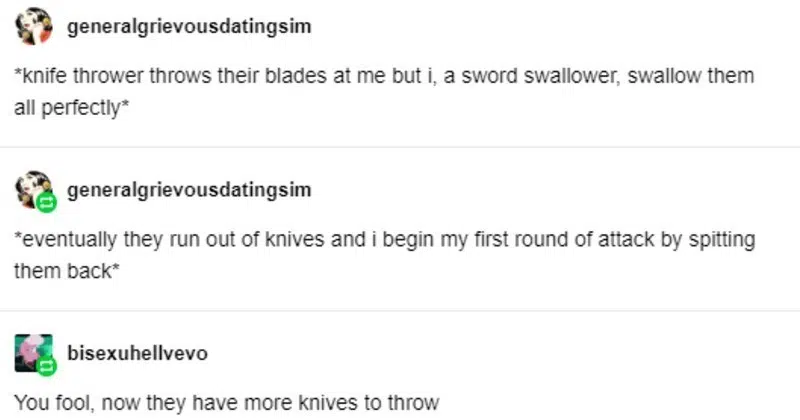 generalgrievousdatingsim
*knife thrower throws their blades at me but i, a sword swallower, swallow them
all perfectly*
generalgrievousdatingsim
*eventually they run out of knives and i begin my first round of attack by spitting
them back*
bisexuhellvevo
You fool, now they have more knives to throw